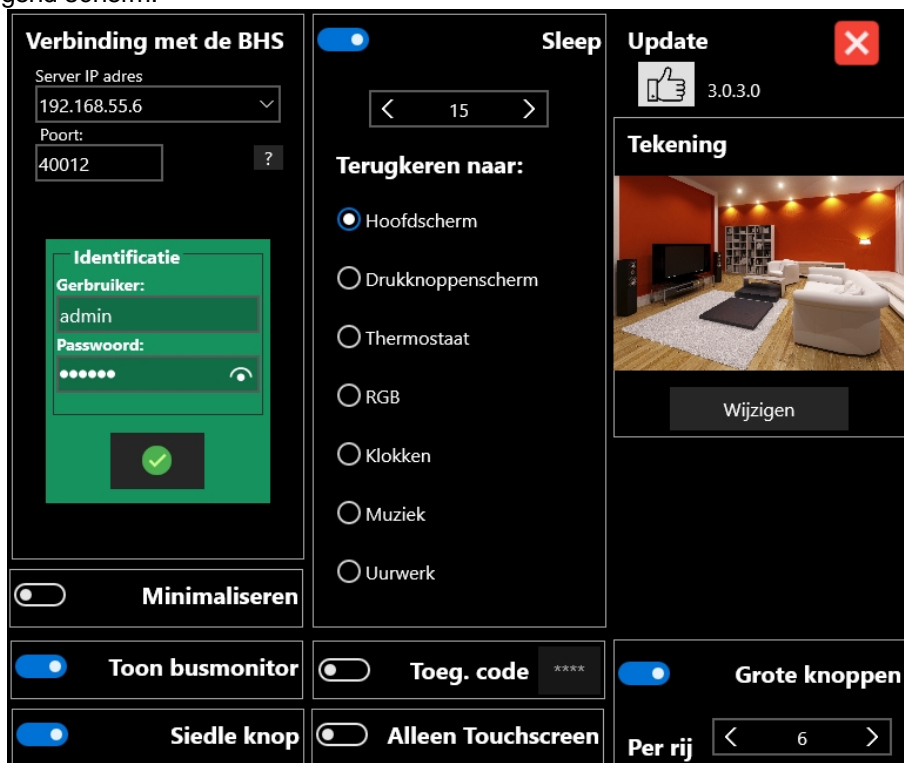 Verbinding met de BHS
Server IP adres
192.168.55.6
Poort:
40012
?
Identificatie
Gerbruiker:
admin
Passwoord:
••••••
Minimaliseren
Toon busmonitor
Siedle knop
Sleep
15
Terugkeren naar:
Hoofdscherm
Drukknoppenscherm
Thermostaat
RGB
Klokken
Muziek
Uurwerk
Toeg. code ****
Alleen Touchscreen
Update
3.0.3.0
Tekening
Wijzigen
Grote knoppen
Per rij 6